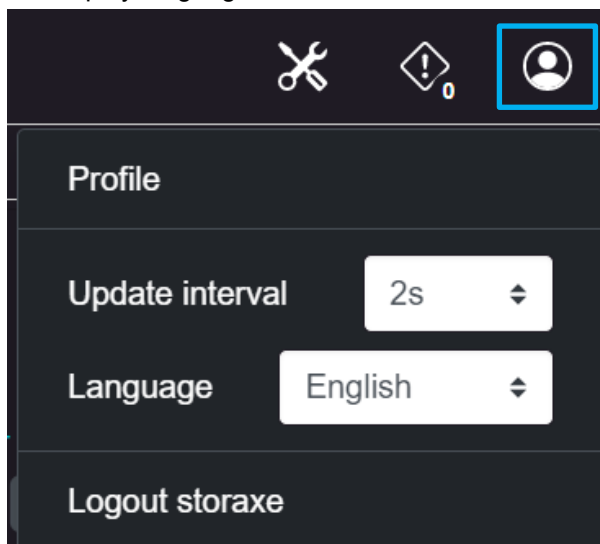 0
Profile
Update interval 2s
Language English
Logout storaxe